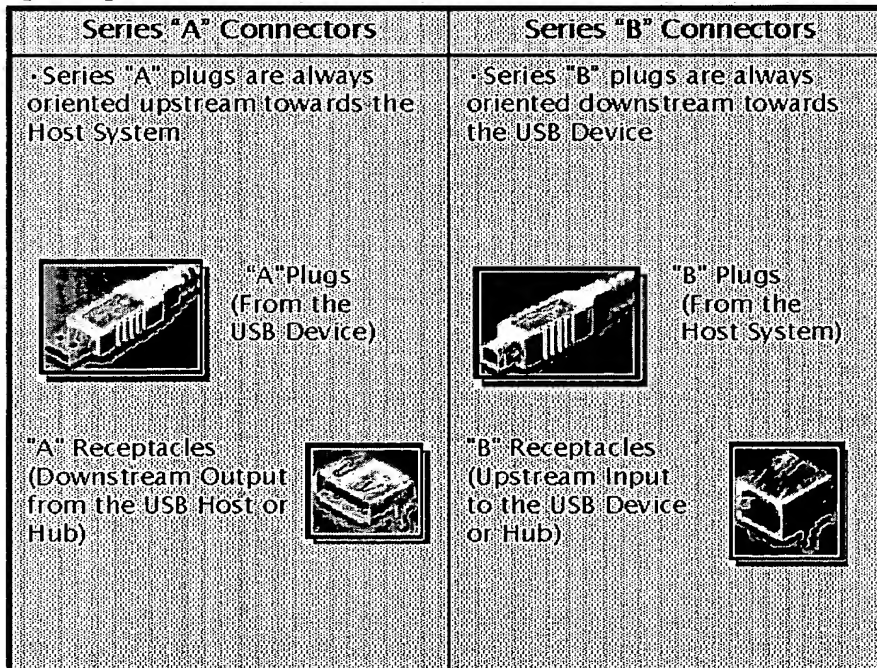 Series "A" Connectors
Series "B" Connectors
·Series "A" plugs are always
oriented upstream towards the
Host System
·Series "B" plugs are always
oriented downstream towards
the USB Device
"A"Plugs
(From the
USB Device)
"B" Plugs
(From the
Host System)
"A" Receptacles
(Downstream Output
from the USB Host or
Hub)
"B" Receptacles
(Upstream Input
to the USB Device
or Hub)